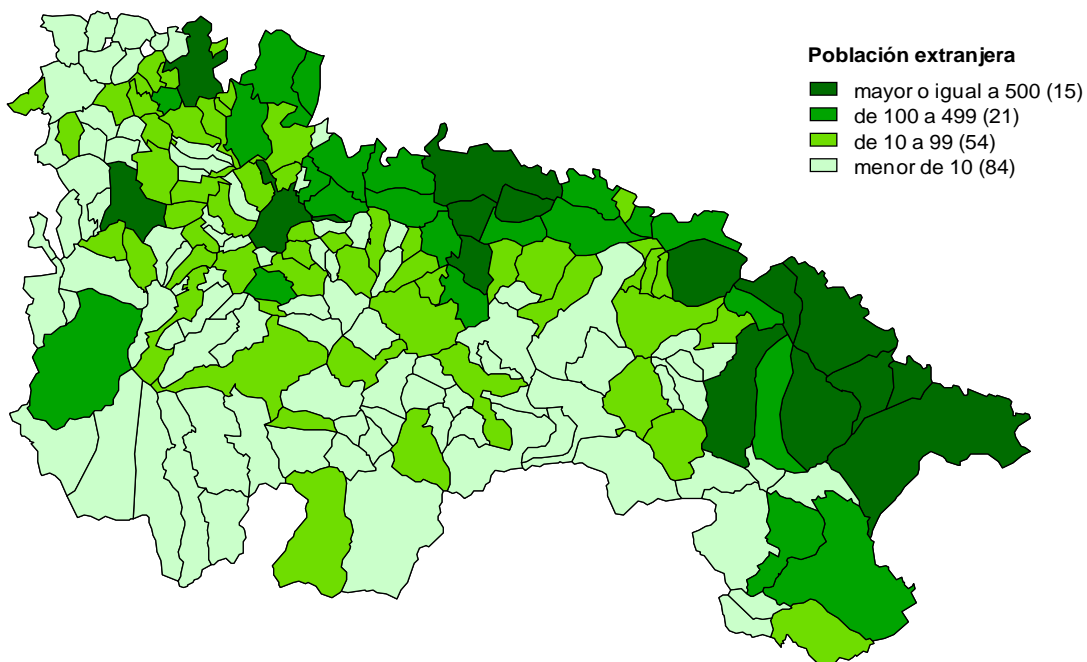 Población extranjera
mayor o igual a 500 (15)
de 100 a 499 (21)
de 10 a 99 (54)
menor de 10 (84)